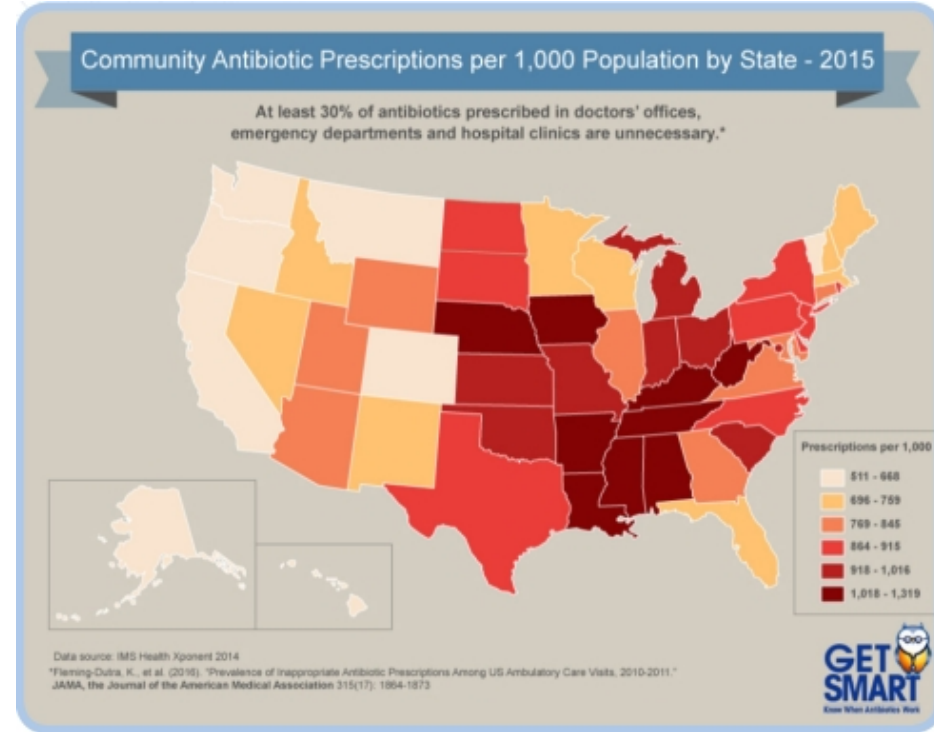 Community Antibiotic Prescriptions per 1,000 Population by State - 2015
At least 30% of antibiotics prescribed in doctors' offices,
emergency departments and hospital clinics are unnecessary.*
Prescriptions per 1,000
511 - 668
696 - 759
769 - 845
864 - 915
918 - 1,016
1,018 - 1,319
Data source: IMS Health Xponent 2014
*Fleming-Dutra, K., et al. (2016). "Prevalence of Inappropriate Antibiotic Prescriptions Among US Ambulatory Care Visits, 2010-2011."
JAMA, the Journal of the American Medical Association 315(17): 1864-1873
GET
SMART
Know When Antibiotics Work